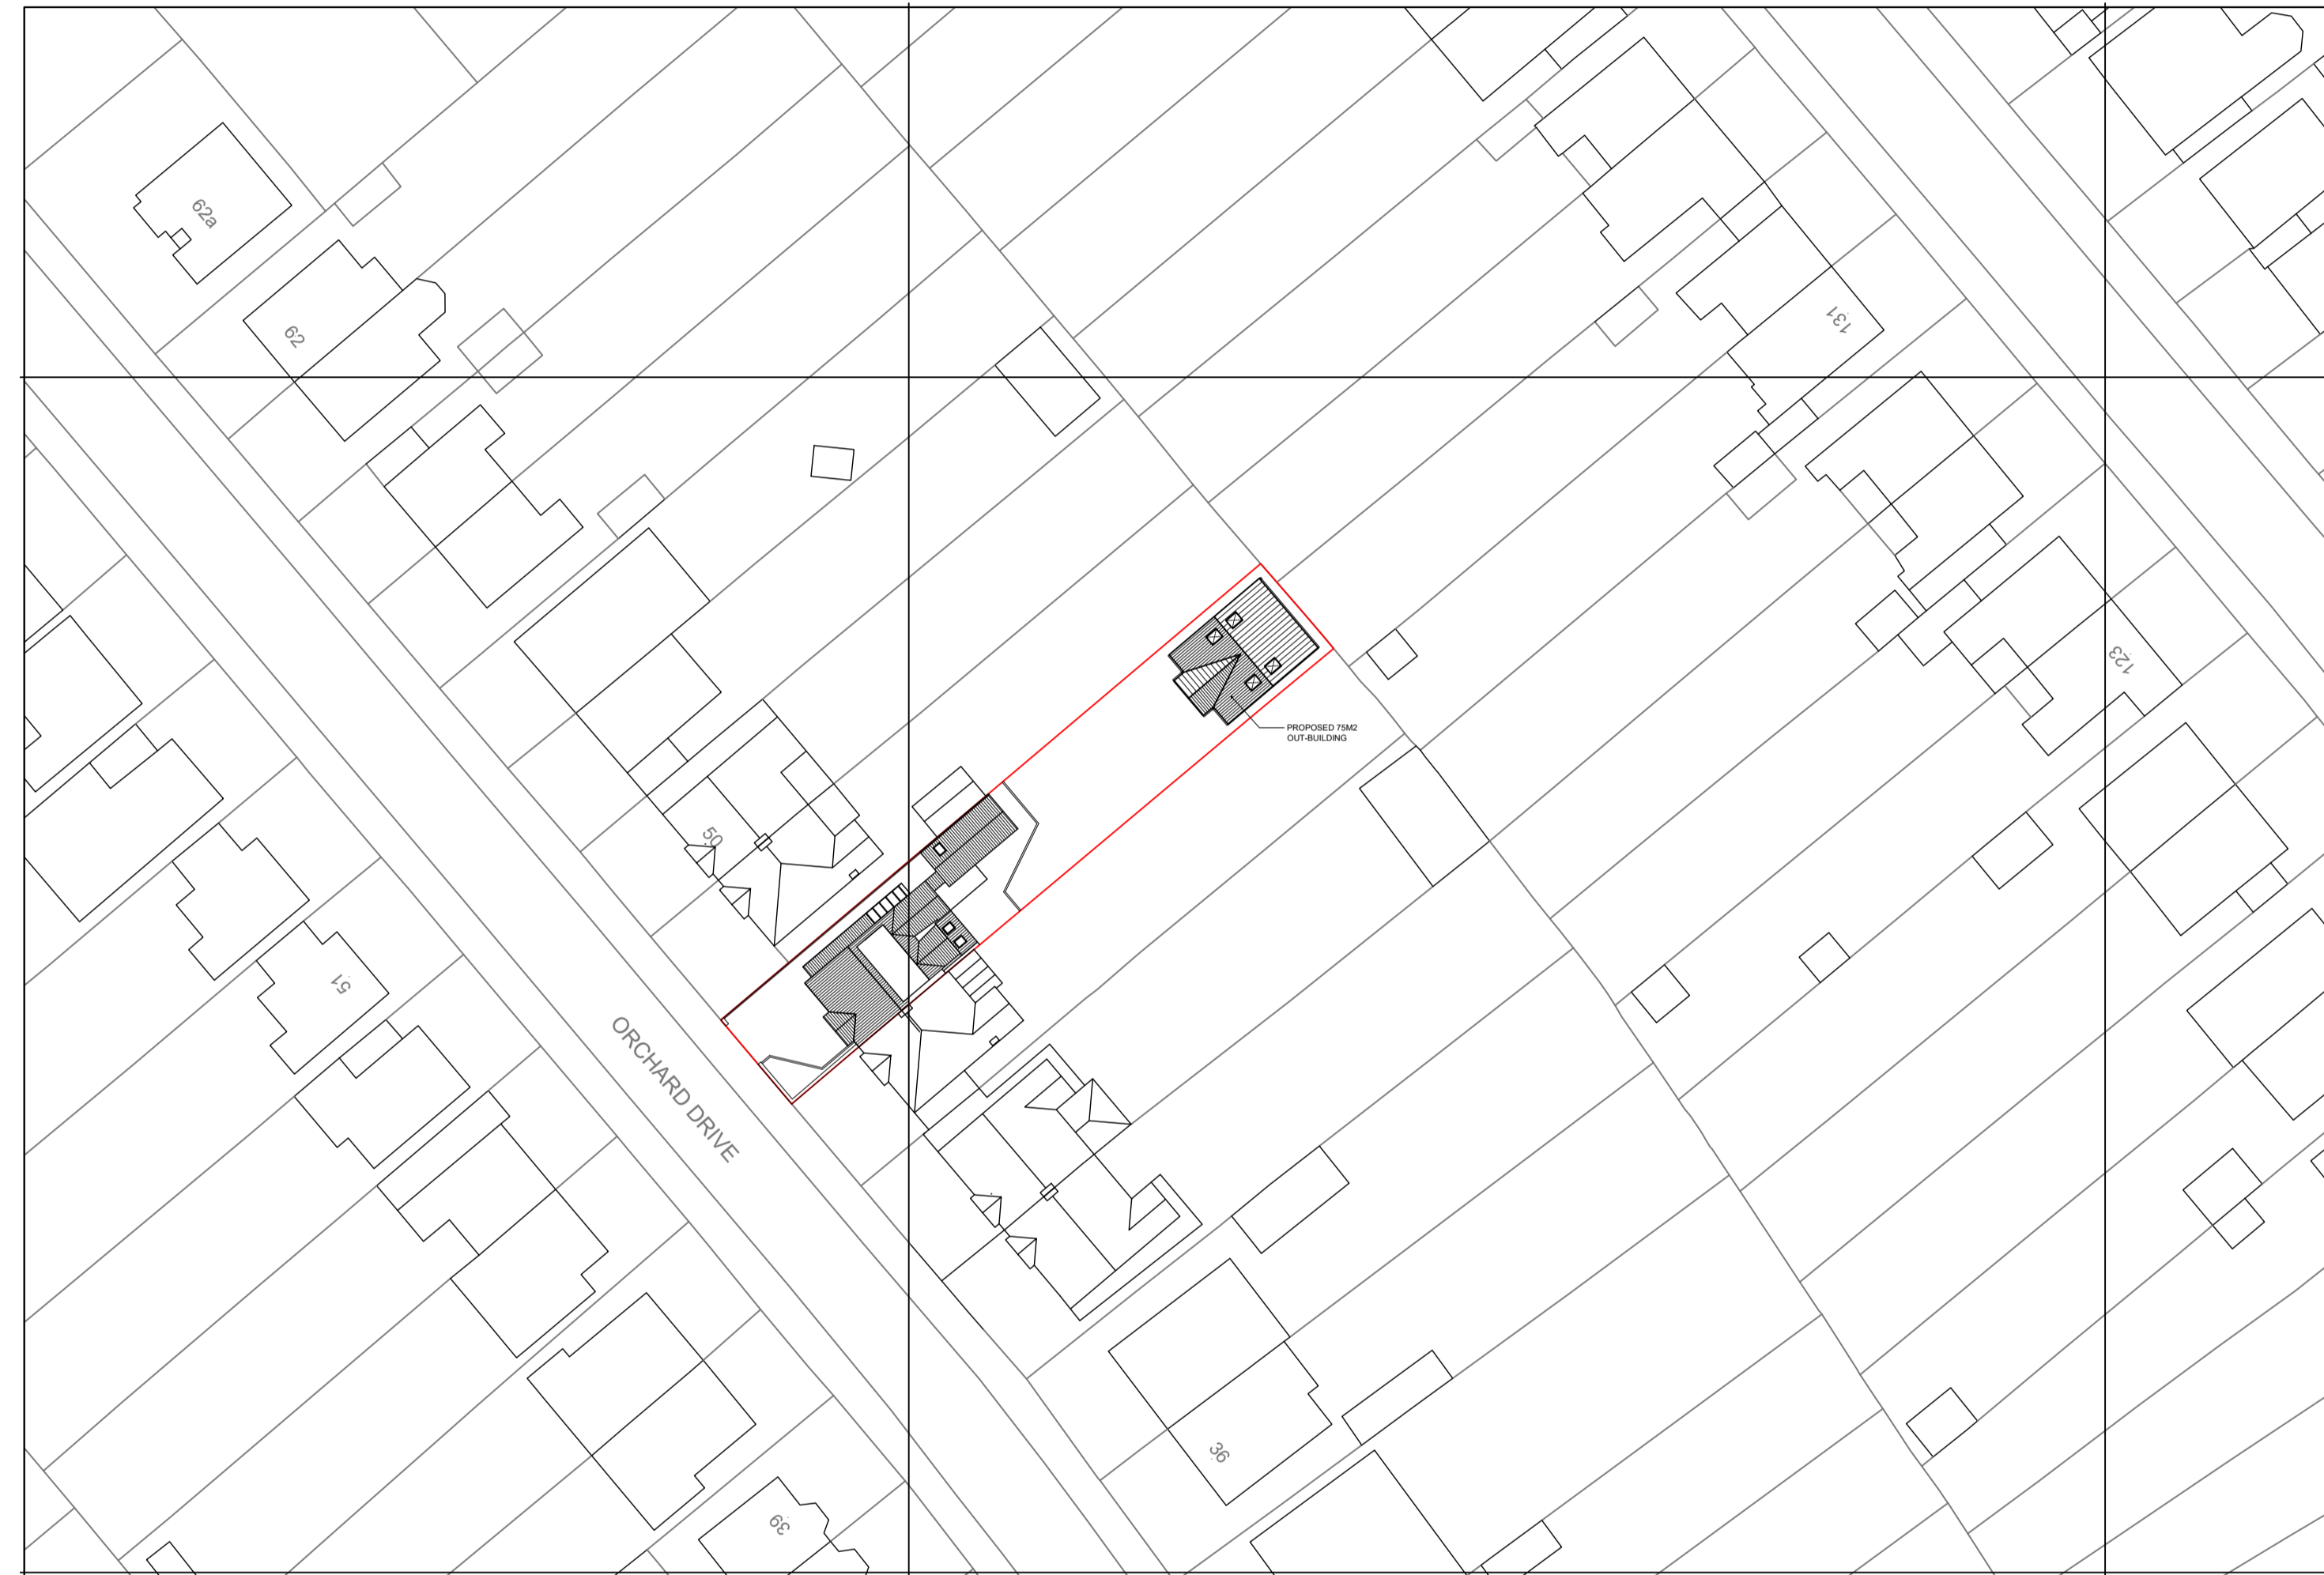 62a
62
131
123
PROPOSED 75M2
OUT-BUILDING
50
51
ORCHARD DRIVE
36
39